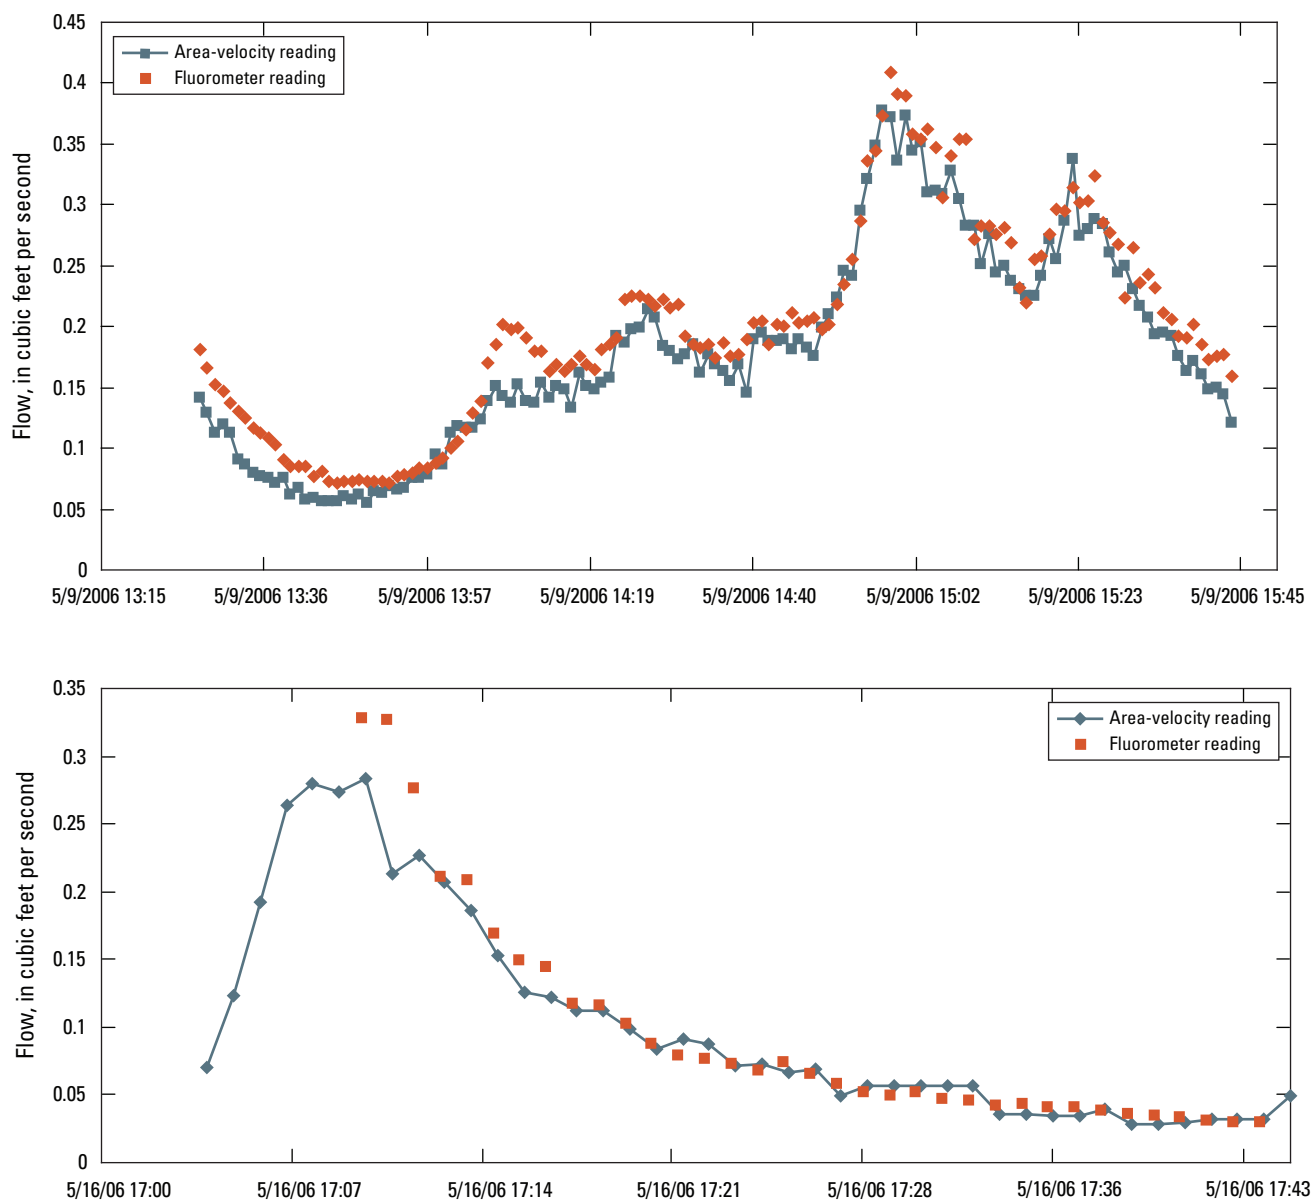 0.45
Area-velocity reading
Fluorometer reading
0.4
0.35
0.3
0.25
0.2
0.15
0.1
0.05
0
Flow, in cubic feet per second
5/9/2006 13:15 5/9/2006 13:36 5/9/2006 13:57 5/9/2006 14:19 5/9/2006 14:40 5/9/2006 15:02 5/9/2006 15:23 5/9/2006 15:45
0.35
Area-velocity reading
Fluorometer reading
0.3
0.25
0.2
0.15
0.1
0.05
0
Flow, in cubic feet per second
5/16/06 17:00 5/16/06 17:07 5/16/06 17:14 5/16/06 17:21 5/16/06 17:28 5/16/06 17:36 5/16/06 17:43